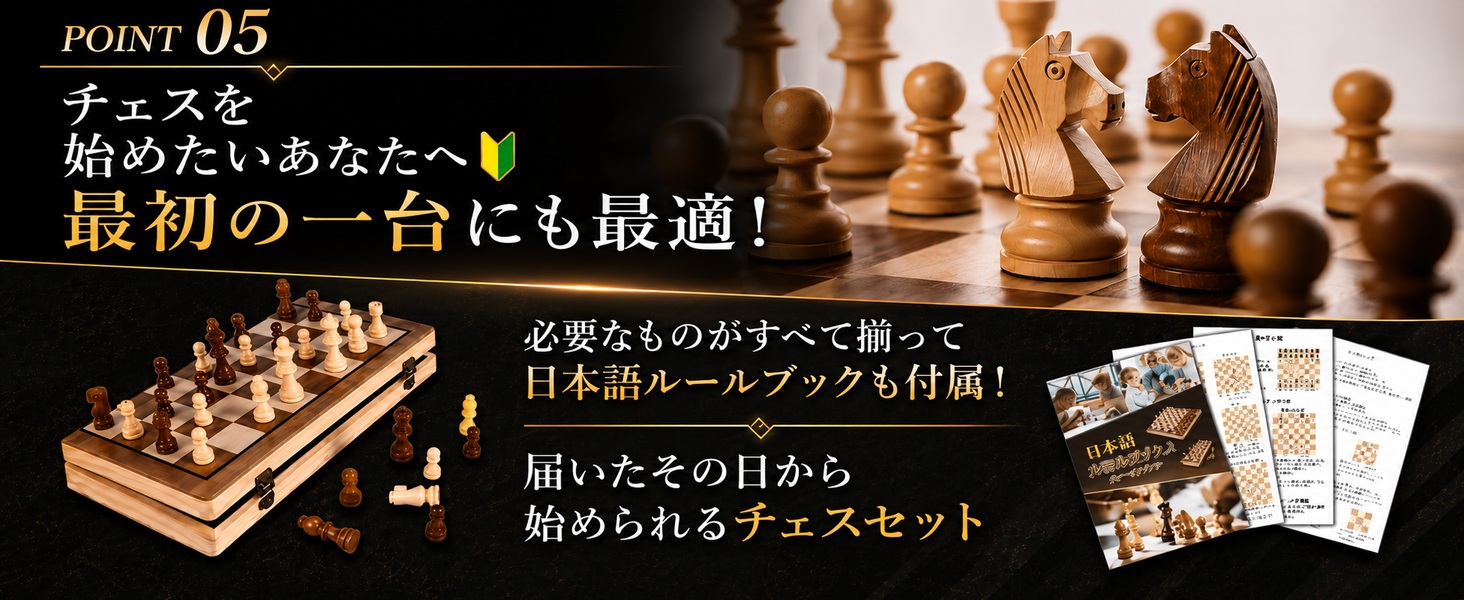 POINT 05
チェスを
始めたいあなたへ🔰
最初の一台にも最適!
必要なものがすべて揃って
日本語ルールブックも付属!
届いたその日から
始められるチェスセット
日本語
ルールブック